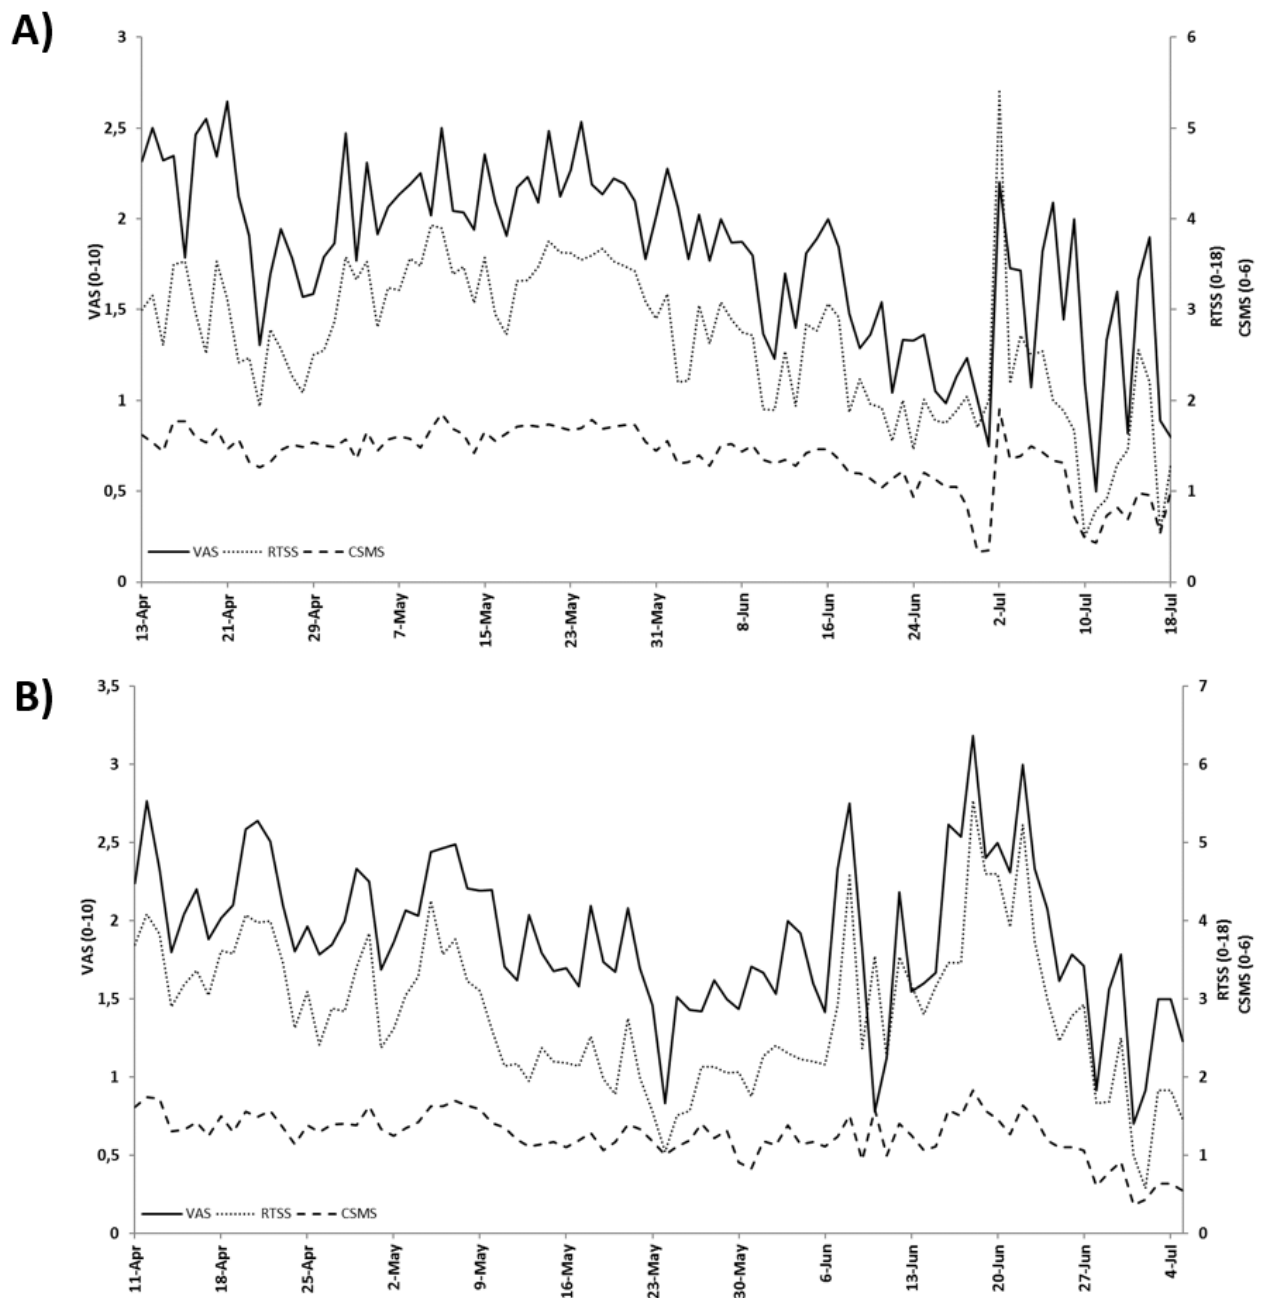 A)
3
2,5
2
1,5
1
0,5
0
VAS (0-10)
6
5
4
3
2
1
0
RTSS (0-18)
CSMS (0-6)
VAS RTSS CSMS
13-Apr
21-Apr
29-Apr
7-May
15-May
23-May
31-May
8-Jun
16-Jun
24-Jun
2-Jul
10-Jul
18-Jul
B)
3,5
3
2,5
2
1,5
1
0,5
0
VAS (0-10)
7
6
5
4
3
2
1
0
RTSS (0-18)
CSMS (0-6)
VAS RTSS CSMS
11-Apr
18-Apr
25-Apr
2-May
9-May
16-May
23-May
30-May
6-Jun
13-Jun
20-Jun
27-Jun
4-Jul